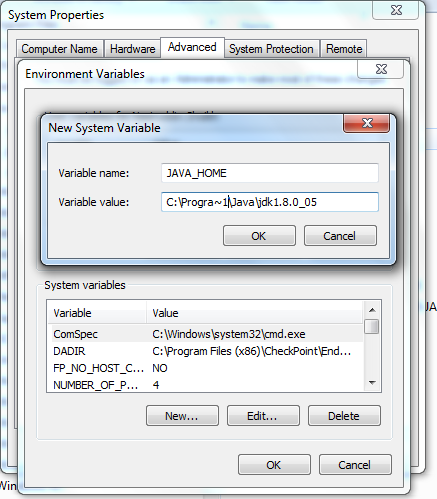 System Properties
Computer Name Hardware Advanced System Protection Remote
Environment Variables
New System Variable
Variable name: JAVA_HOME
Variable value: C:\Progra~1\Java\jdk1.8.0_05
OK Cancel
System variables
Variable Value
ComSpec C:\Windows\system32\cmd.exe
DADIR C:\Program Files (x86)\CheckPoint\End...
FP_NO_HOST_C... NO
NUMBER_OF_P... 4
New... Edit... Delete
OK Cancel
JA